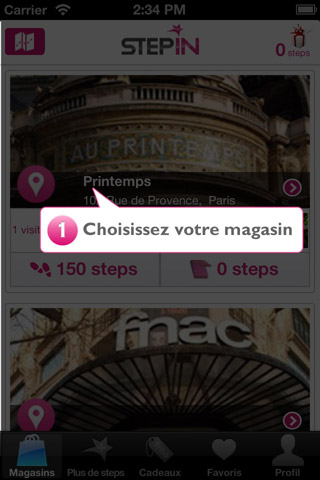 Carrier 2:34 PM
STEPIN
0 steps
AU PRINTEMPS
Printemps
Rue de Provence, Paris
1 Choisissez votre magasin
1 visit
150 steps 0 steps
fnac
Magasins Plus de steps Cadeaux Favoris Profil